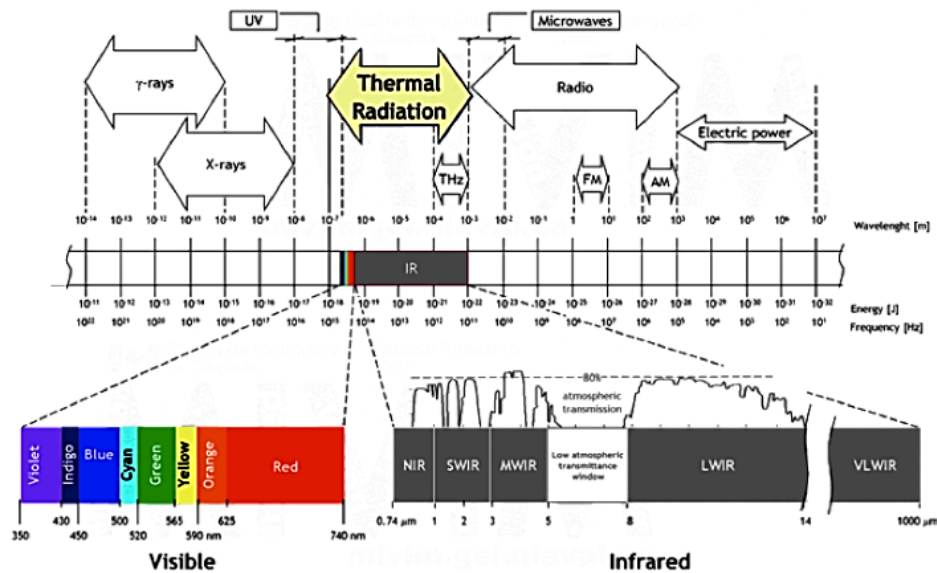 UV
Microwaves
γ-rays
Thermal
Radiation
Radio
X-rays
Electric power
THz
FM
AM
10⁻¹⁴ 10⁻¹³ 10⁻¹² 10⁻¹¹ 10⁻¹⁰ 10⁻⁹ 10⁻⁸ 10⁻⁷ 10⁻⁶ 10⁻⁵ 10⁻⁴ 10⁻³ 10⁻² 1 10² 10³ 10⁴ 10⁵ 10⁶ 10⁷ Wavelenght [m]
IR
10⁻¹¹ 10⁻¹² 10⁻¹³ 10⁻¹⁴ 10⁻¹⁵ 10⁻¹⁶ 10⁻¹⁷ 10⁻¹⁸ 10⁻¹⁹ 10⁻²⁰ 10⁻²¹ 10⁻²² 10⁻²³ 10⁻²⁴ 10⁻²⁵ 10⁻²⁶ 10⁻²⁷ 10⁻²⁸ 10⁻²⁹ 10⁻³⁰ 10⁻³¹ 10⁻³² Energy [J]
10²² 10²¹ 10²⁰ 10¹⁹ 10¹⁸ 10¹⁷ 10¹⁶ 10¹⁵ 10¹⁴ 10¹³ 10¹² 10¹¹ 10¹⁰ 10⁸ 10⁷ 10⁶ 10⁵ 10⁴ 10³ 10² 10¹ Frequency [Hz]
80%
atmospheric
transmission
Violet Indigo Blue Cyan Green Yellow Orange Red
NIR SWIR MWIR
Low atmospheric
transmittance
window
LWIR VLWIR
350 430 450 500 520 565 590 nm 625 740 nm
0.74 μm 1 2 3 5 8 14 1000 μm
Visible
Infrared